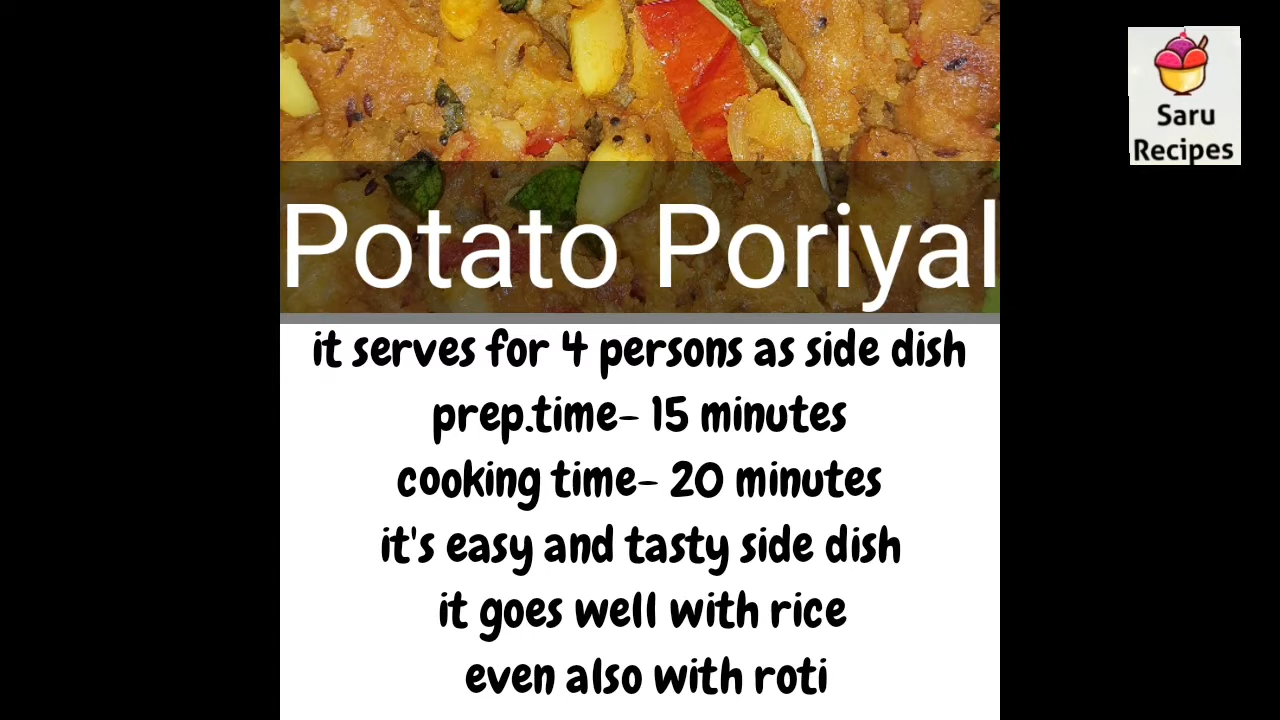 Saru
Recipes
Potato Poriyal
it serves for 4 persons as side dish
prep.time- 15 minutes
cooking time- 20 minutes
it's easy and tasty side dish
it goes well with rice
even also with roti